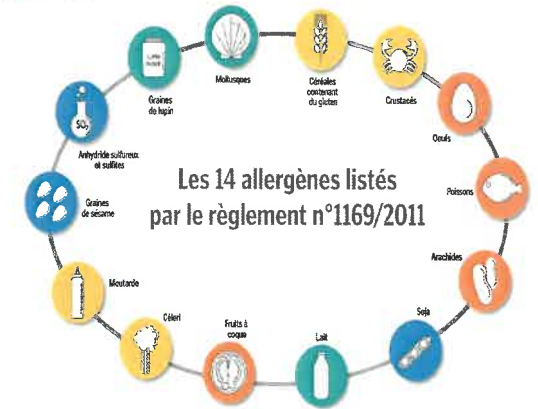 Les 14 allergènes listés
par le règlement n°1169/2011
Céréales
contenant
du gluten
Crustacés
Oeufs
Poissons
Arachides
Soja
Lait
Fruits à
coque
Céleri
Moutarde
Graines
de sésame
Anhydride sulfureux
et sulfites
SO₂
Graines
de lupin
Mollusques